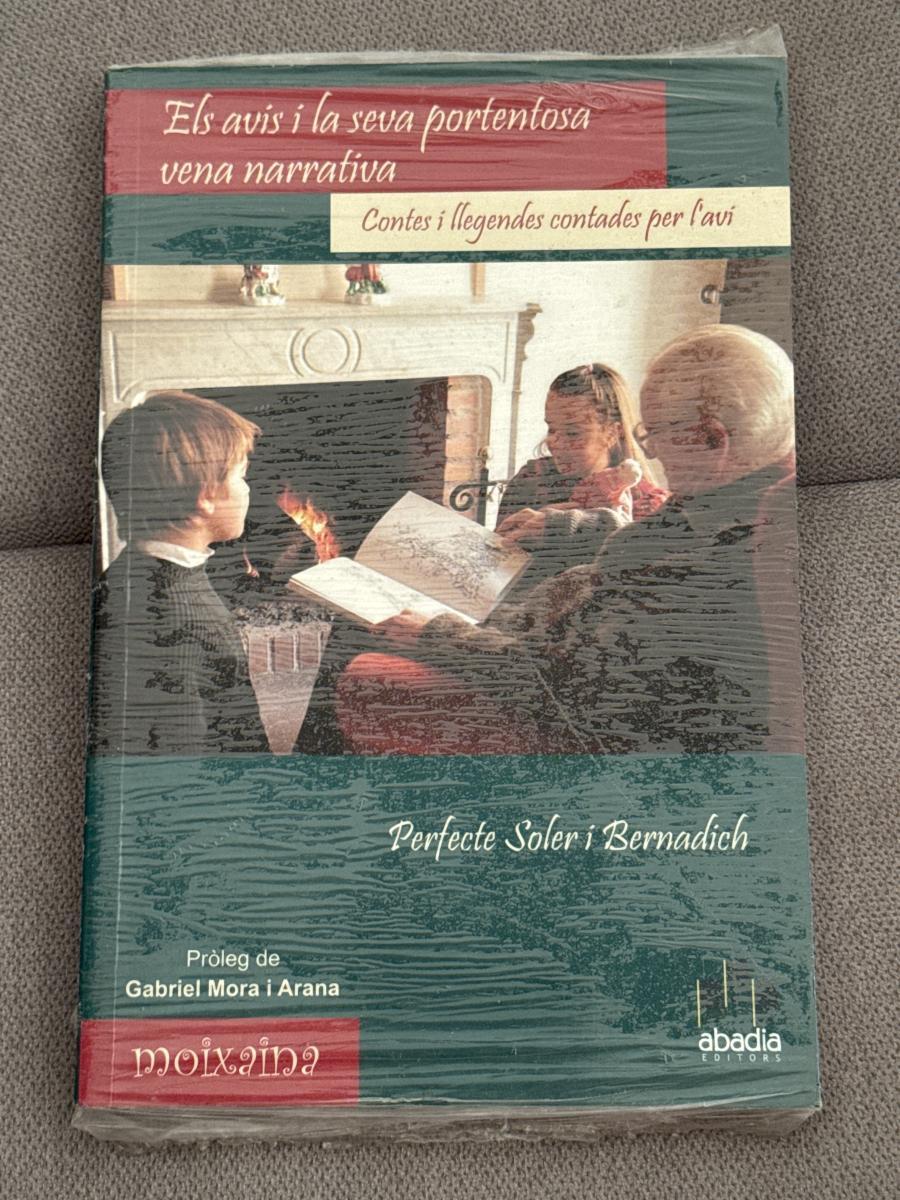 Els avis i la seva portentosa
vena narrativa
Contes i llegendes contades per l'avi
Perfecte Soler i Bernadich
Pròleg de
Gabriel Mora i Arana
moixaina
abadia
EDITORS